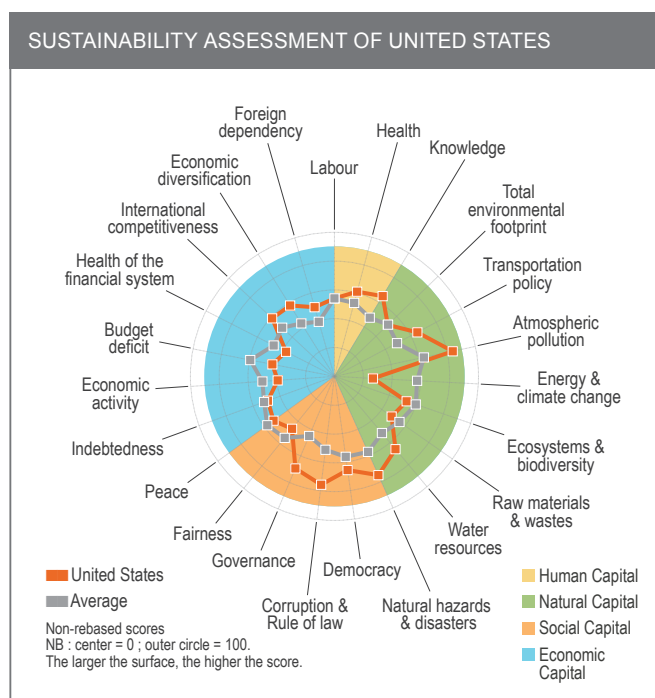 SUSTAINABILITY ASSESSMENT OF UNITED STATES
Foreign
dependency
Health
Economic
diversification
Labour
Knowledge
International
competitiveness
Total
environmental
footprint
Health of the
financial system
Transportation
policy
Budget
deficit
Atmospheric
pollution
Economic
activity
Energy &
climate change
Indebtedness
Ecosystems &
biodiversity
Peace
Raw materials
& wastes
Fairness
Water
resources
Governance
Democracy
Corruption &
Rule of law
Natural hazards
& disasters
United States
Average
Non-rebased scores
NB : center = 0 ; outer circle = 100.
The larger the surface, the higher the score.
Human Capital
Natural Capital
Social Capital
Economic
Capital